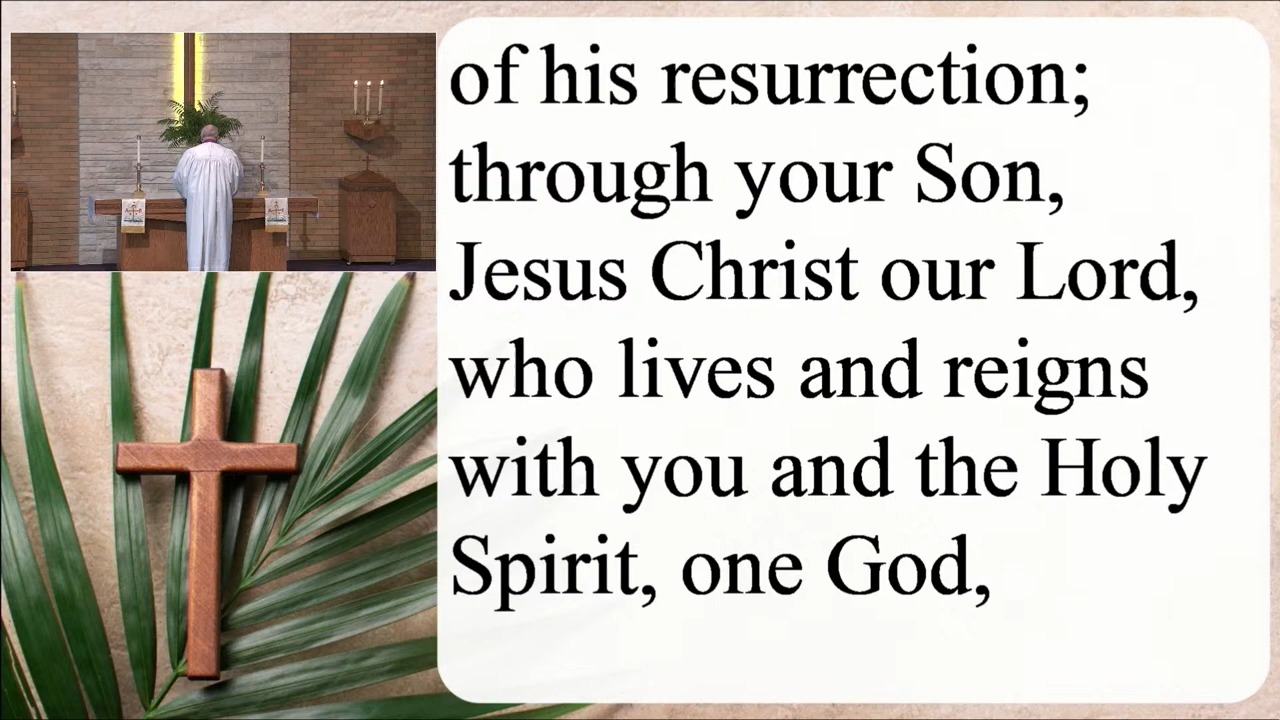 of his resurrection;
through your Son,
Jesus Christ our Lord,
who lives and reigns
with you and the Holy
Spirit, one God,